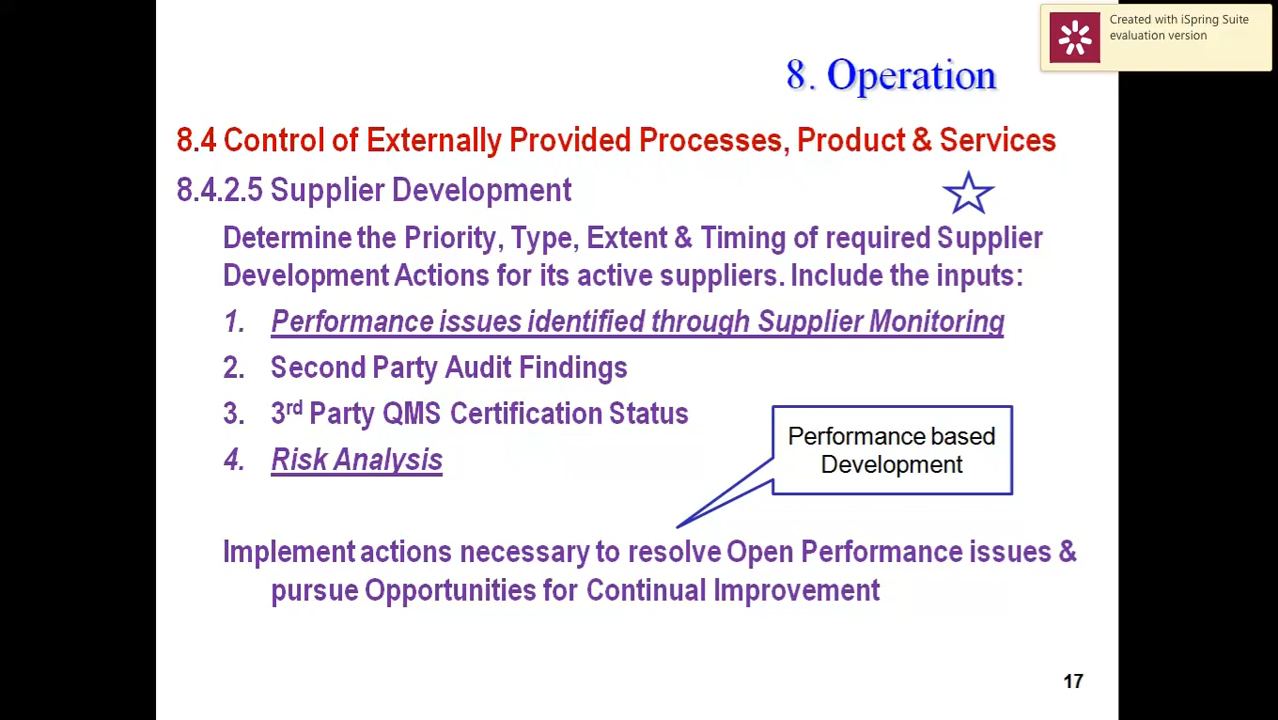 Created with iSpring Suite
evaluation version
8. Operation
8.4 Control of Externally Provided Processes, Product & Services
8.4.2.5 Supplier Development
Determine the Priority, Type, Extent & Timing of required Supplier
Development Actions for its active suppliers. Include the inputs:
1. Performance issues identified through Supplier Monitoring
2. Second Party Audit Findings
3. 3rd Party QMS Certification Status
4. Risk Analysis
Performance based
Development
Implement actions necessary to resolve Open Performance issues &
pursue Opportunities for Continual Improvement
17